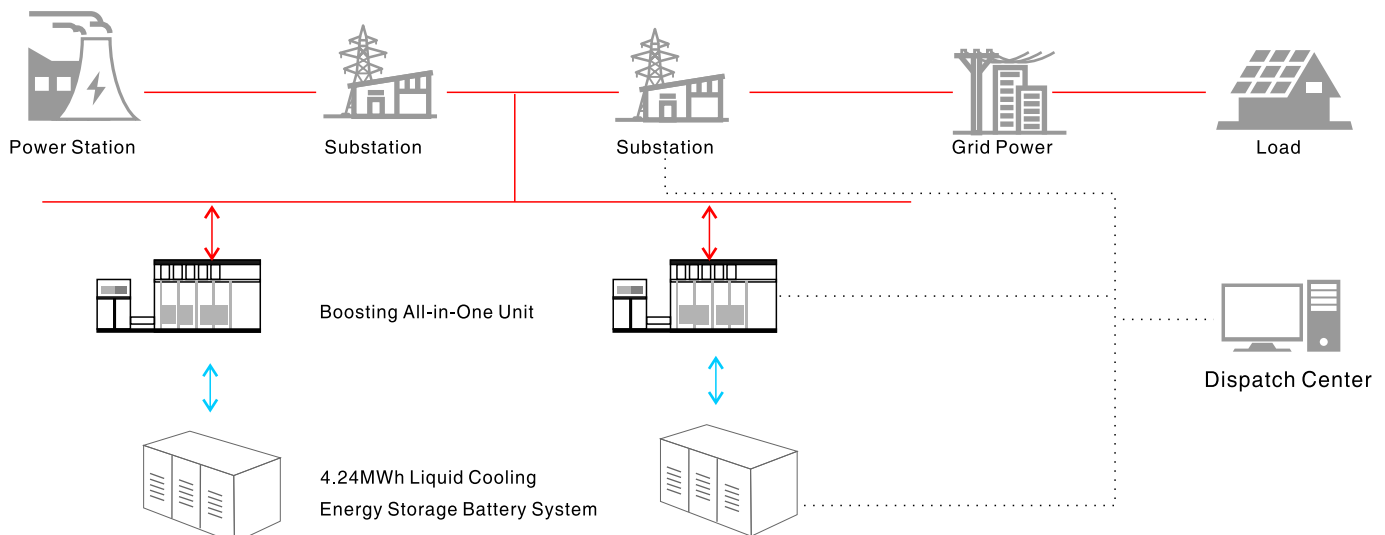 Power Station
Substation
Substation
Grid Power
Load
Boosting All-in-One Unit
Dispatch Center
4.24MWh Liquid Cooling
Energy Storage Battery System